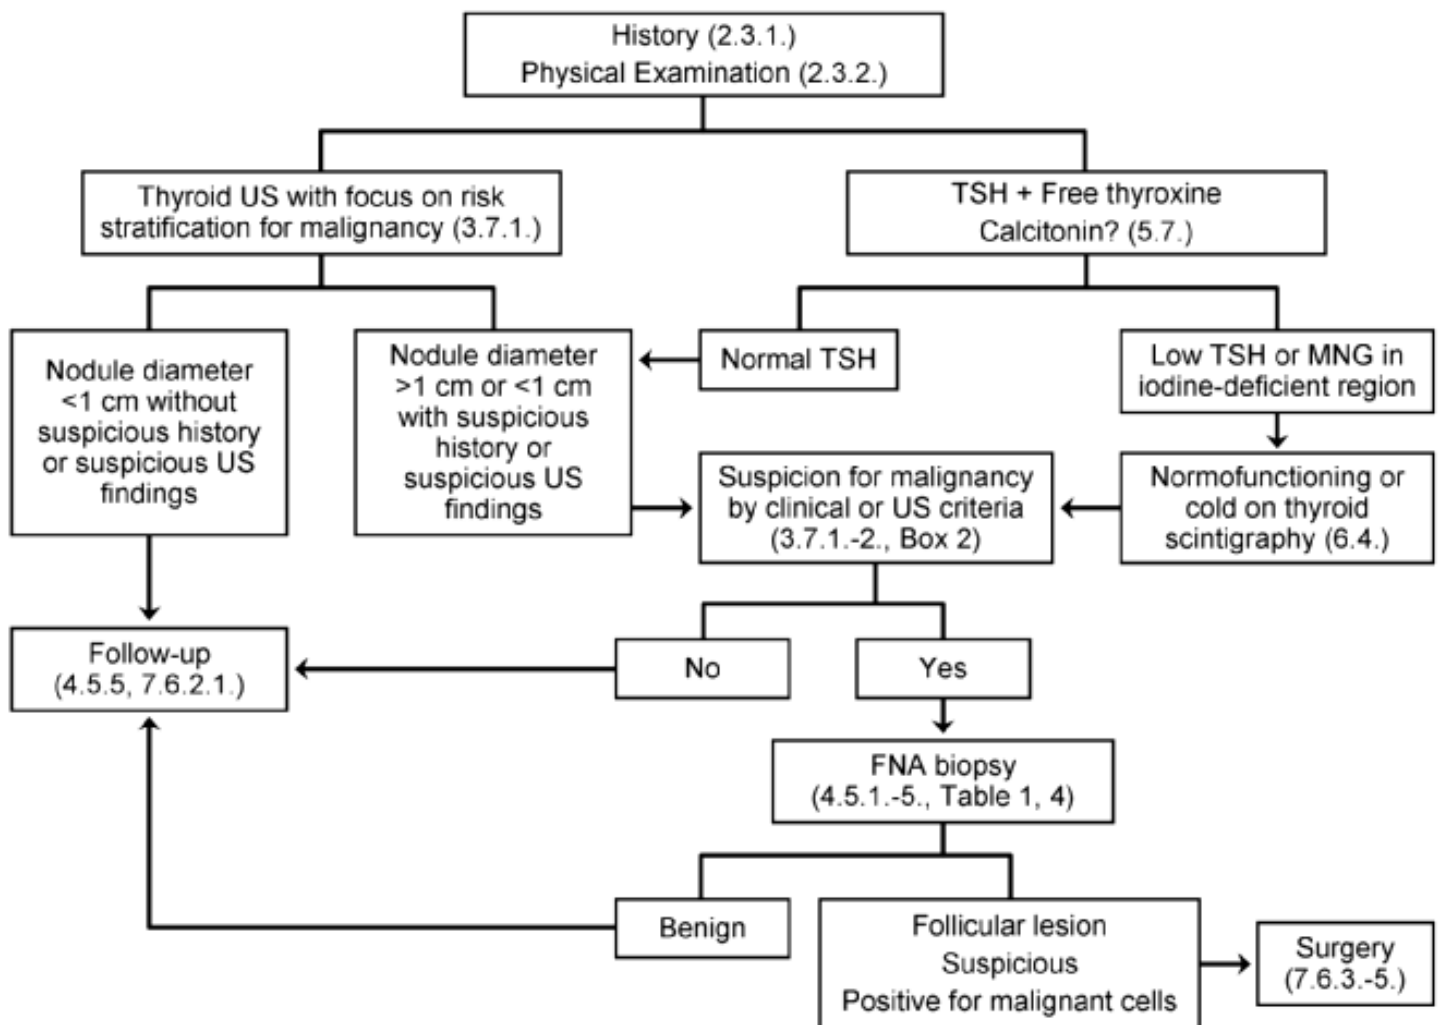 History (2.3.1.)
Physical Examination (2.3.2.)
Thyroid US with focus on risk
stratification for malignancy (3.7.1.)
TSH + Free thyroxine
Calcitonin? (5.7.)
Nodule diameter
<1 cm without
suspicious history
or suspicious US
findings
Nodule diameter
>1 cm or <1 cm
with suspicious
history or
suspicious US
findings
Normal TSH
Low TSH or MNG in
iodine-deficient region
Suspicion for malignancy
by clinical or US criteria
(3.7.1.-2., Box 2)
Normofunctioning or
cold on thyroid
scintigraphy (6.4.)
Follow-up
(4.5.5, 7.6.2.1.)
No
Yes
FNA biopsy
(4.5.1.-5., Table 1, 4)
Benign
Follicular lesion
Suspicious
Positive for malignant cells
Surgery
(7.6.3.-5.)